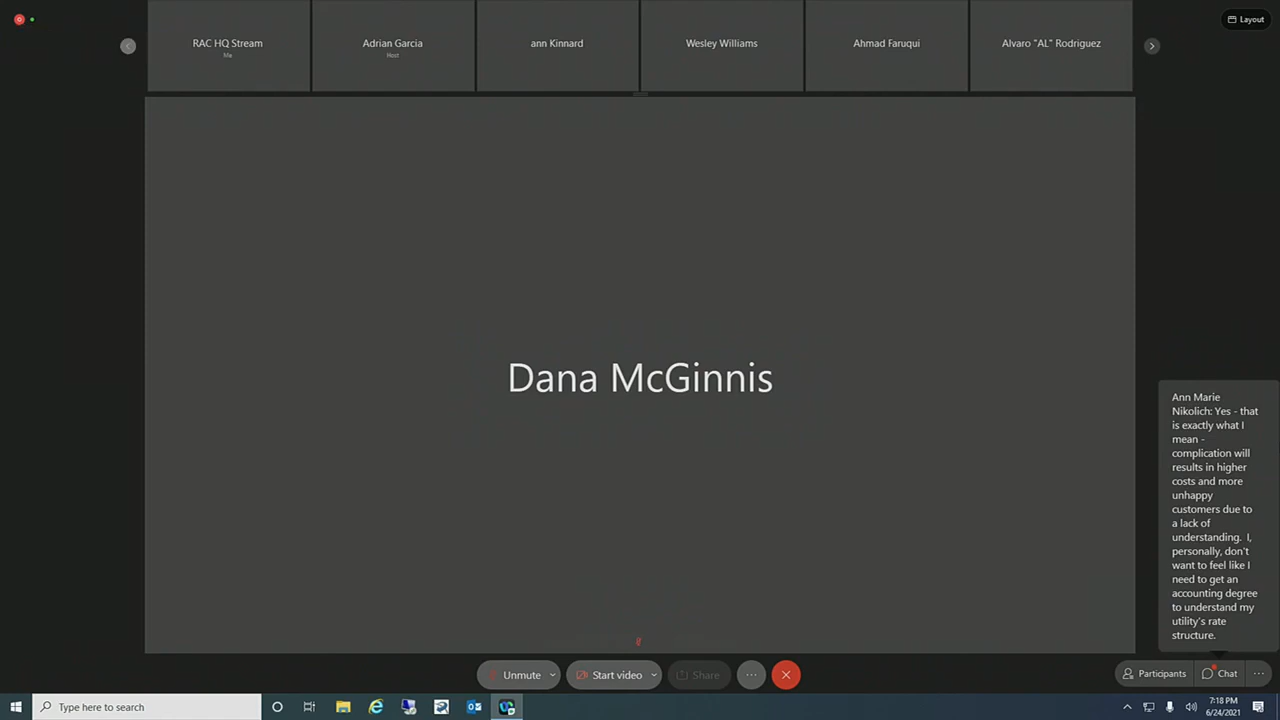 Layout
RAC HQ Stream
Me
Adrian Garcia
Host
ann Kinnard
Wesley Williams
Ahmad Faruqui
Alvaro "AL" Rodriguez
Dana McGinnis
Ann Marie
Nikolich: Yes - that
is exactly what I
mean -
complication will
results in higher
costs and more
unhappy
customers due to
a lack of
understanding. I,
personally, don't
want to feel like I
need to get an
accounting degree
to understand my
utility's rate
structure.
Unmute
Start video
Share
Participants
Chat
Type here to search
7:18 PM
6/24/2021